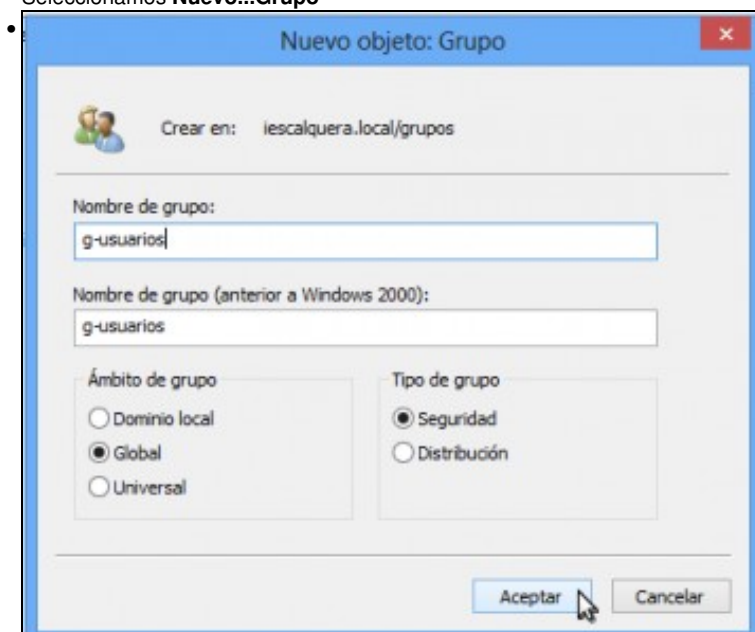 Seleccionamos Nuevo...Grupo
Nuevo objeto: Grupo
Crear en: iescalquera.local/grupos
Nombre de grupo:
g-usuarios
Nombre de grupo (anterior a Windows 2000):
g-usuarios
Ámbito de grupo
Dominio local
Global
Universal
Tipo de grupo
Seguridad
Distribución
Aceptar Cancelar